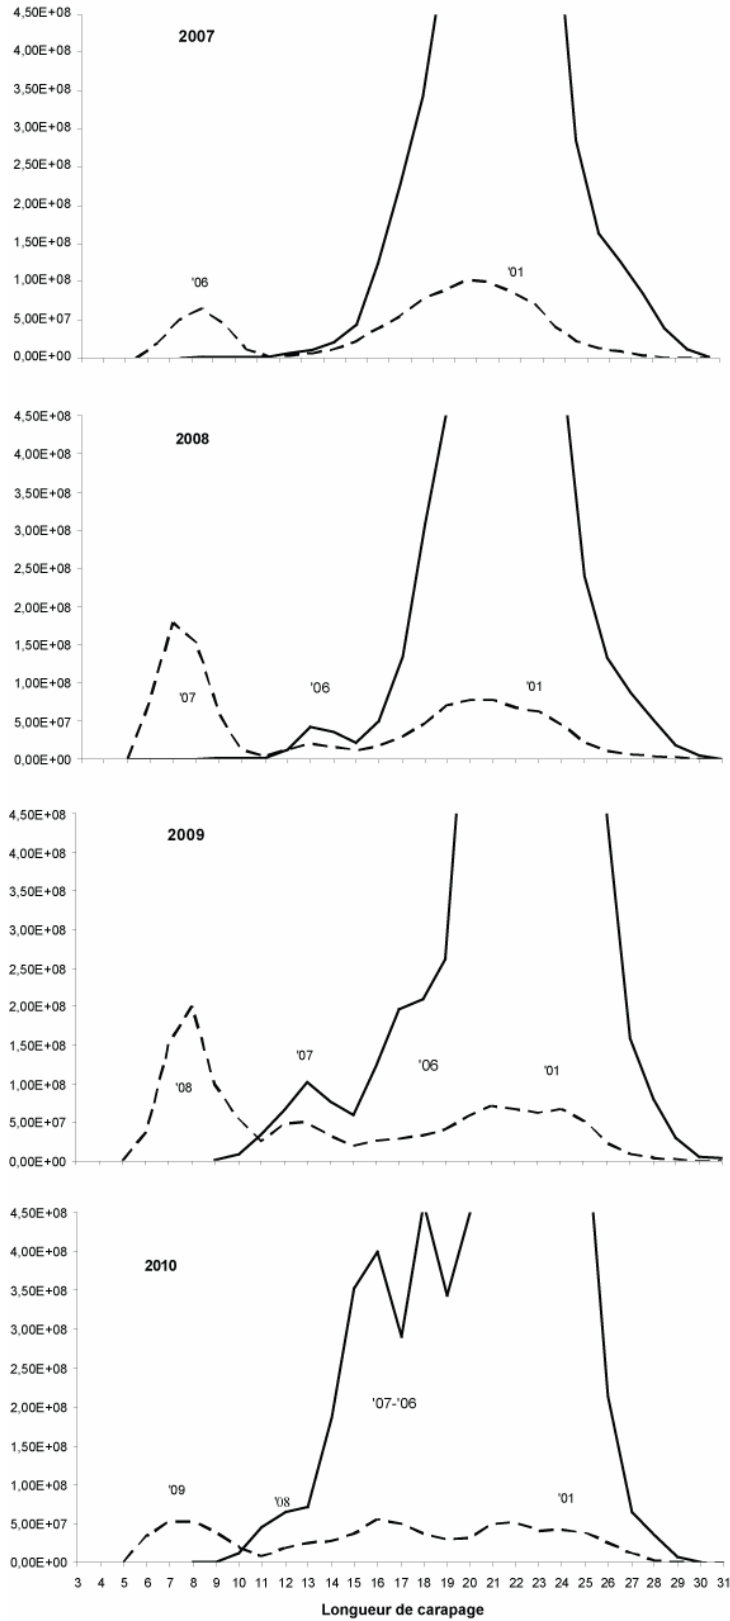 4,50E+08
2007
4,00E+08
3,50E+08
3,00E+08
2,50E+08
2,00E+08
1,50E+08
'06
'01
1,00E+08
5,00E+07
0,00E+00
4,50E+08
2008
4,00E+08
3,50E+08
3,00E+08
2,50E+08
2,00E+08
1,50E+08
1,00E+08
'07
'06
'01
5,00E+07
0,00E+00
4,50E+08
2009
4,00E+08
3,50E+08
3,00E+08
2,50E+08
2,00E+08
1,50E+08
'07
'06
'01
1,00E+08
'08
5,00E+07
0,00E+00
4,50E+08
4,00E+08
2010
3,50E+08
3,00E+08
2,50E+08
2,00E+08
'07-'06
1,50E+08
1,00E+08
'09
'08
'01
5,00E+07
0,00E+00
3 4 5 6 7 8 9 10 11 12 13 14 15 16 17 18 19 20 21 22 23 24 25 26 27 28 29 30 31
Longueur de carapage